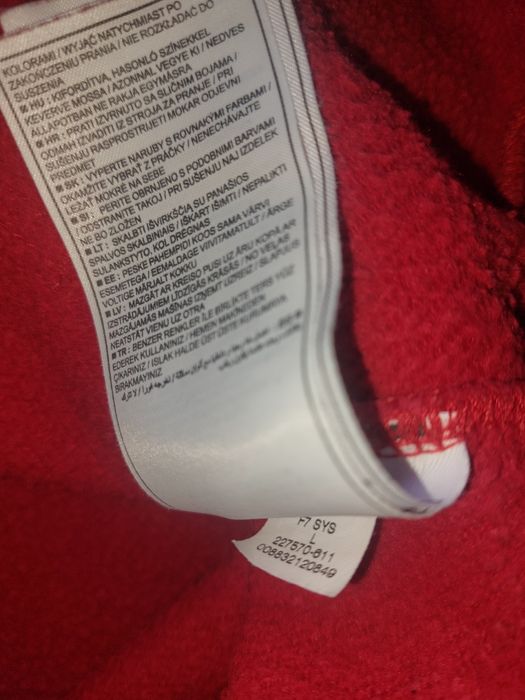 KOLORAMI / WYJĄĆ NATYCHMIAST PO
ZAKOŃCZENIU PRANIA / NIE ROZKŁADAĆ DO
SUSZENIA
■ HU : KIFORDÍTVA, HASONLÓ SZÍNEKKEL
KEVERVE MOSSA / AZONNAL VEGYE KI / NEDVES
ÁLLAPOTBAN NE RAKJA EGYMÁSRA
■ HR : PRATI IZVRNUTO SA SLIČNIM BOJAMA /
ODMAH IZVADITI IZ STROJA ZA PRANJE / PRI
SUŠENJU RASPROSTRIJETI MOKAR ODJEVNI
PREDMET
■ SK : VYPERTE NARUBY S ROVNAKÝMI FARBAMI /
OKAMŽITE VYBRAŤ Z PRÁČKY / NENECHÁVAJTE
LEŽAŤ MOKRÉ NA SEBE
■ SI : PERITE OBRNJENO S PODOBNIMI BARVAMI
/ ODSTRANITE TAKOJ / PRI SUŠENJU NAJ IZDELEK
NE BO ZLOŽEN
■ LT : SKALBTI IŠVIRKŠČIĄ SU PANAŠIOS
SPALVOS SKALBINIAIS / IŠKART IŠIMTI / NEPALIKTI
SULANKSTYTO, KOL DRĖGNAS
■ EE : PESKE PAHEMPIDI KOOS SAMA VÄRVI
ESEMETEGA / EEMALDAGE VIIVITAMATULT / ÄRGE
VOLTIGE MÄRJALT KOKKU
■ LV : MAZGĀT AR KREISO PUSI UZ ĀRU KOPĀ AR
IZSTRĀDĀJUMIEM LĪDZĪGĀS KRĀSĀS / NO VEĻAS
MAZGĀJAMĀS MAŠĪNAS IZŅEMT UZREIZ / SLAPJUS
NEATSTĀT VIENU UZ OTRA
■ TR : BENZER RENKLER İLE BİRLİKTE TERS YÜZ
EDEREK KULLANINIZ / HEMEN MAKİNEDEN
ÇIKARINIZ / ISLAK HALDE ÜST ÜSTE KURUMAYA
BIRAKMAYINIZ
F7 SYS
L
227570-611
008832120849